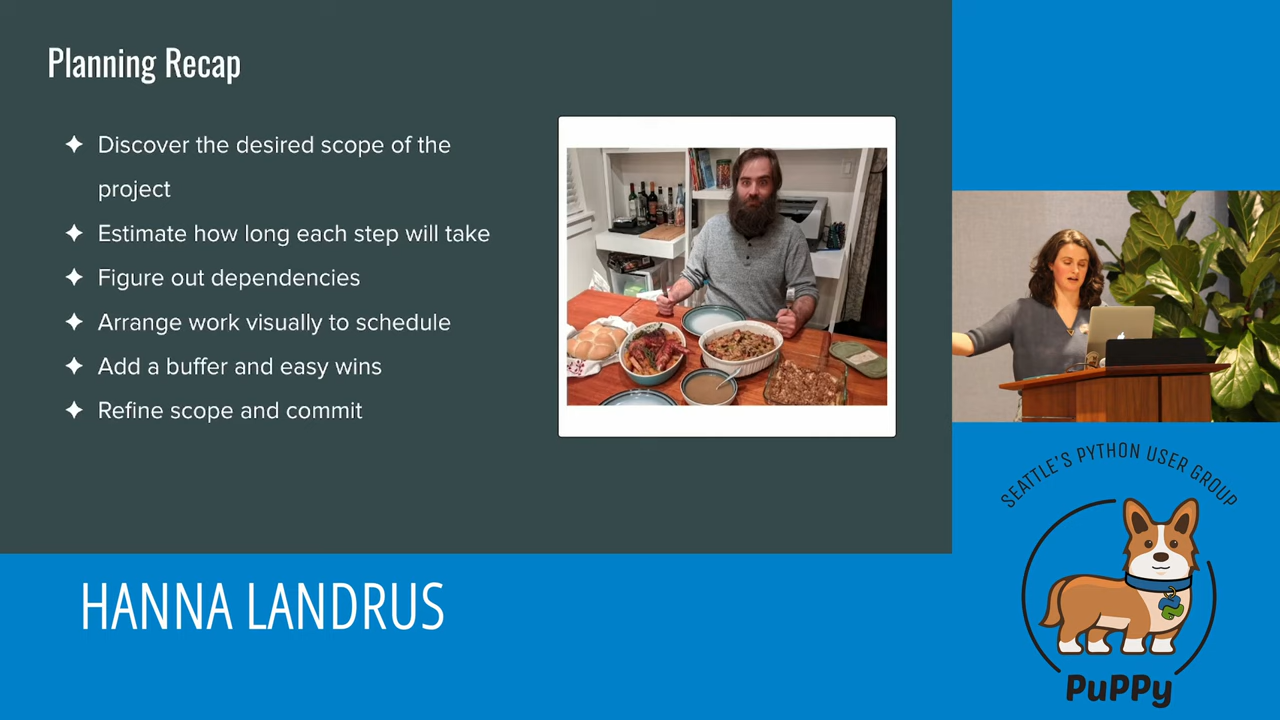 Planning Recap
✦ Discover the desired scope of the
project
✦ Estimate how long each step will take
✦ Figure out dependencies
✦ Arrange work visually to schedule
✦ Add a buffer and easy wins
✦ Refine scope and commit
HANNA LANDRUS
SEATTLE'S PYTHON USER GROUP
PuPPy